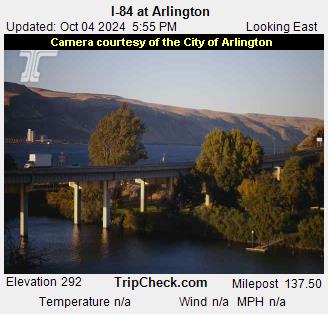 I-84 at Arlington
Updated: Oct 04 2024 5:55 PM Looking East
Camera courtesy of the City of Arlington
Elevation 292 TripCheck.com Milepost 137.50
Temperature n/a Wind n/a MPH n/a